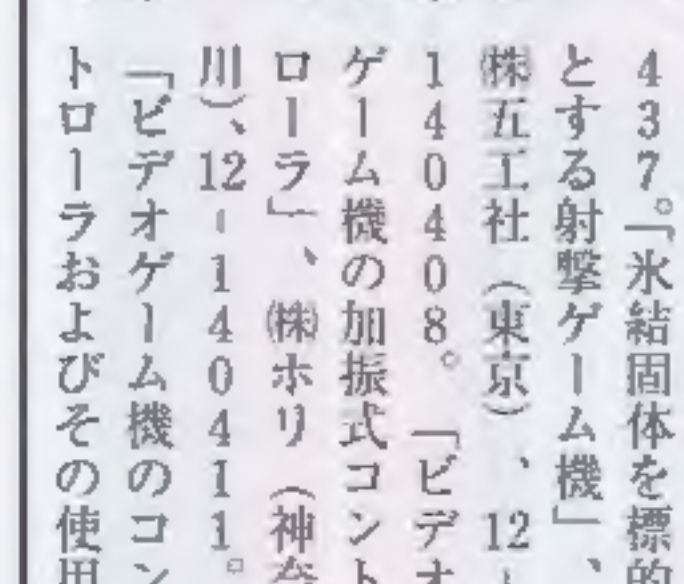 437。「氷結固体を標的
とする射撃ゲーム機」、
㈱五工社（東京）、12-
140408。「ビデオ
ゲーム機の加振式コント
ローラ」、㈱ホリ（神奈
川）、12-140411。
「ビデオゲーム機のコン
トローラおよびその使用